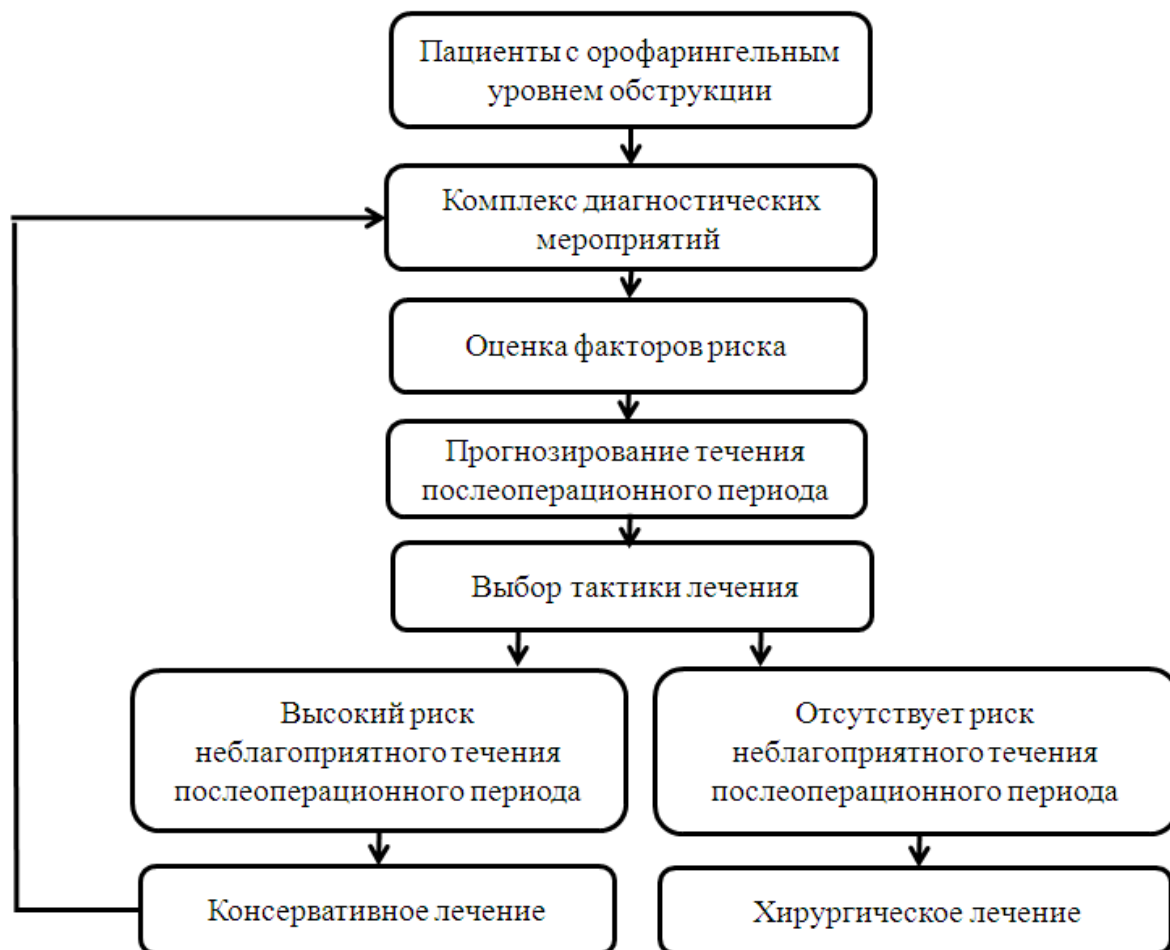 Пациенты с орофарингельным
уровнем обструкции
Комплекс диагностических
мероприятий
Оценка факторов риска
Прогнозирование течения
послеоперационного периода
Выбор тактики лечения
Высокий риск
неблагоприятного течения
послеоперационного периода
Отсутствует риск
неблагоприятного течения
послеоперационного периода
Консервативное лечение
Хирургическое лечение